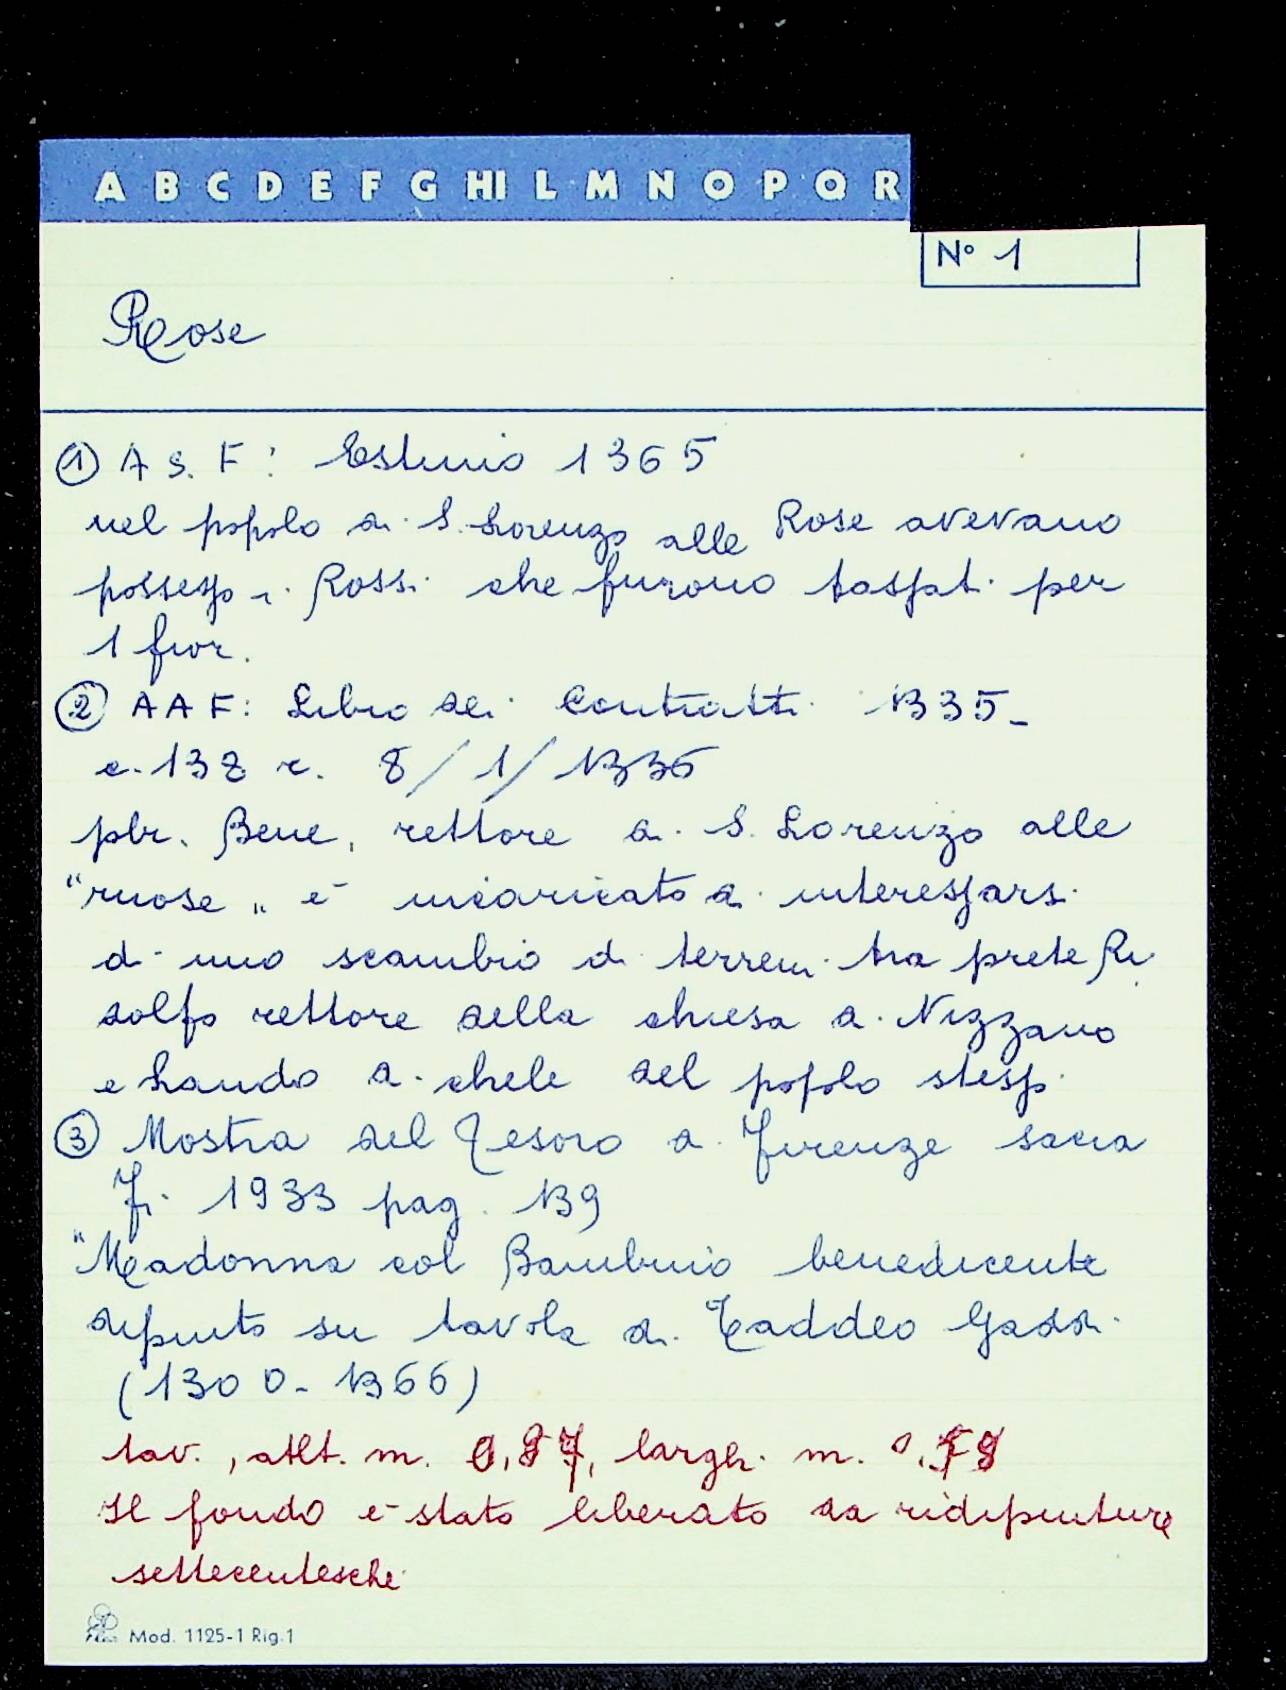 A B C D E F G HI L M N O P Q R
N° 1
Rose
① A S. F: Estimo 1365
nel popolo di S. Lorenzo alle Rose avevano
possesso i Rossi che furono tassati per
1 fior.
② A A F: Libro dei Contratti 1335-
c. 138 r. 8/1/1336
pbr. Bene, rettore di S. Lorenzo alle
"ruose" è incaricato di interessarsi
di uno scambio di terreni tra prete Ri
dolfo rettore della chiesa di Nizzano
e Lando di chele del popolo stesso.
③ Mostra del Tesoro di Firenze sacra
Fi. 1933 pag. 139
"Madonna col Bambino benedicente
dipinto su tavola di Taddeo Gaddi
(1300-1366)
tav., alt. m. 0,87, largh. m. 0,58
Il fondo è stato liberato da ridipinture
settecentesche
Mod. 1125-1 Rig.1